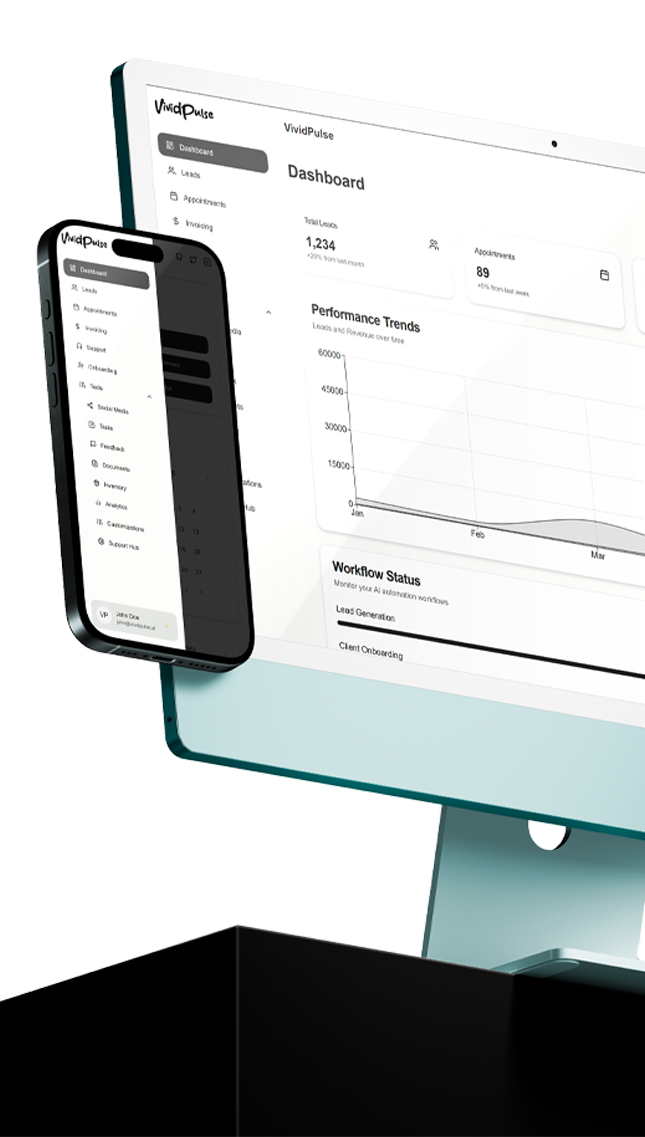 VividPulse
VividPulse
Dashboard
Leads
Appointments
Invoicing
Dashboard
Total Leads
1,234
+20% from last month
Appointments
89
+5% from last week
Performance Trends
Leads and Revenue over time
60000
45000
30000
15000
0
Jan
Feb
Mar
Workflow Status
Monitor your AI automation workflows
Lead Generation
Client Onboarding
VividPulse
Dashboard
Leads
Appointments
Invoicing
Support
Onboarding
Tools
Social Media
Tasks
Feedback
Documents
Inventory
Analytics
Customizations
Support Hub
VP
John Doe
john@vividpulse.ai